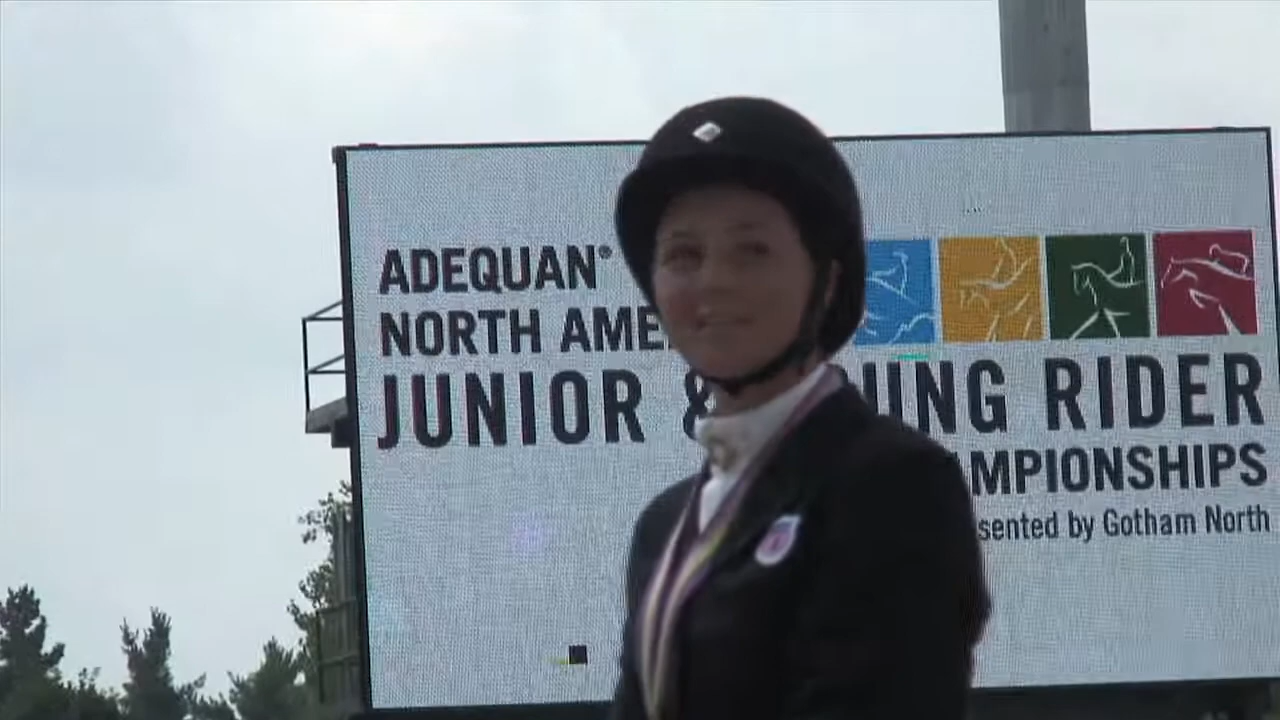 ADEQUAN®
NORTH AME
JUNIOR & UNG RIDER
MPIONSHIPS
sented by Gotham North